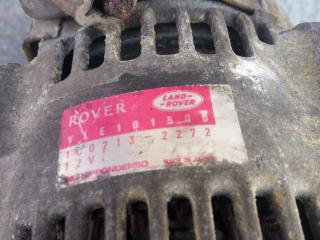 ROVER
LAND-
ROVER
YLE101500
100213-2272
12V
NIPPONDENSO MADE IN JAPAN